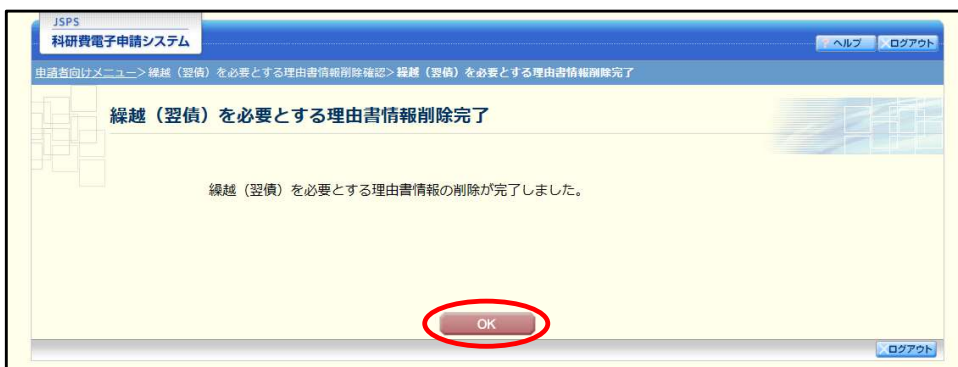 JSPS
科研費電子申請システム
ヘルプ ログアウト
申請者向けメニュー>繰越（翌債）を必要とする理由書情報削除確認>繰越（翌債）を必要とする理由書情報削除完了
繰越（翌債）を必要とする理由書情報削除完了
繰越（翌債）を必要とする理由書情報の削除が完了しました。
OK
ログアウト